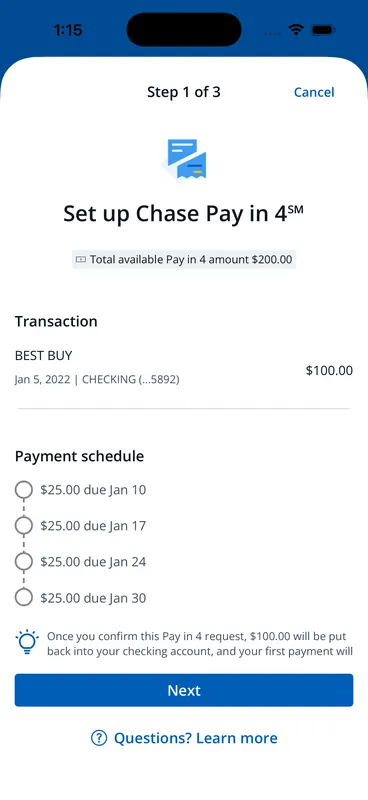 1:15
Step 1 of 3
Cancel
Set up Chase Pay in 4℠
Total available Pay in 4 amount $200.00
Transaction
BEST BUY
$100.00
Jan 5, 2022 | CHECKING (...5892)
Payment schedule
$25.00 due Jan 10
$25.00 due Jan 17
$25.00 due Jan 24
$25.00 due Jan 30
Once you confirm this Pay in 4 request, $100.00 will be put
back into your checking account, and your first payment will
Next
Questions? Learn more